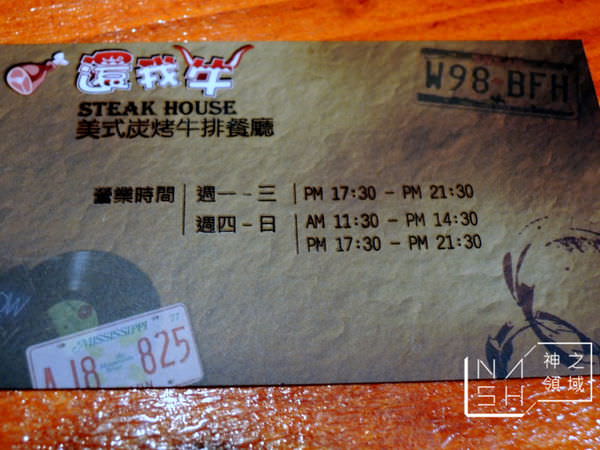 還我牛
W98 BFH
STEAK HOUSE
美式炭烤牛排餐廳
營業時間 週一 - 三 PM 17:30 - PM 21:30
週四 - 日 AM 11:30 - PM 14:30
PM 17:30 - PM 21:30
MISSISSIPPI
AJ8 825
NMSH 神之領域